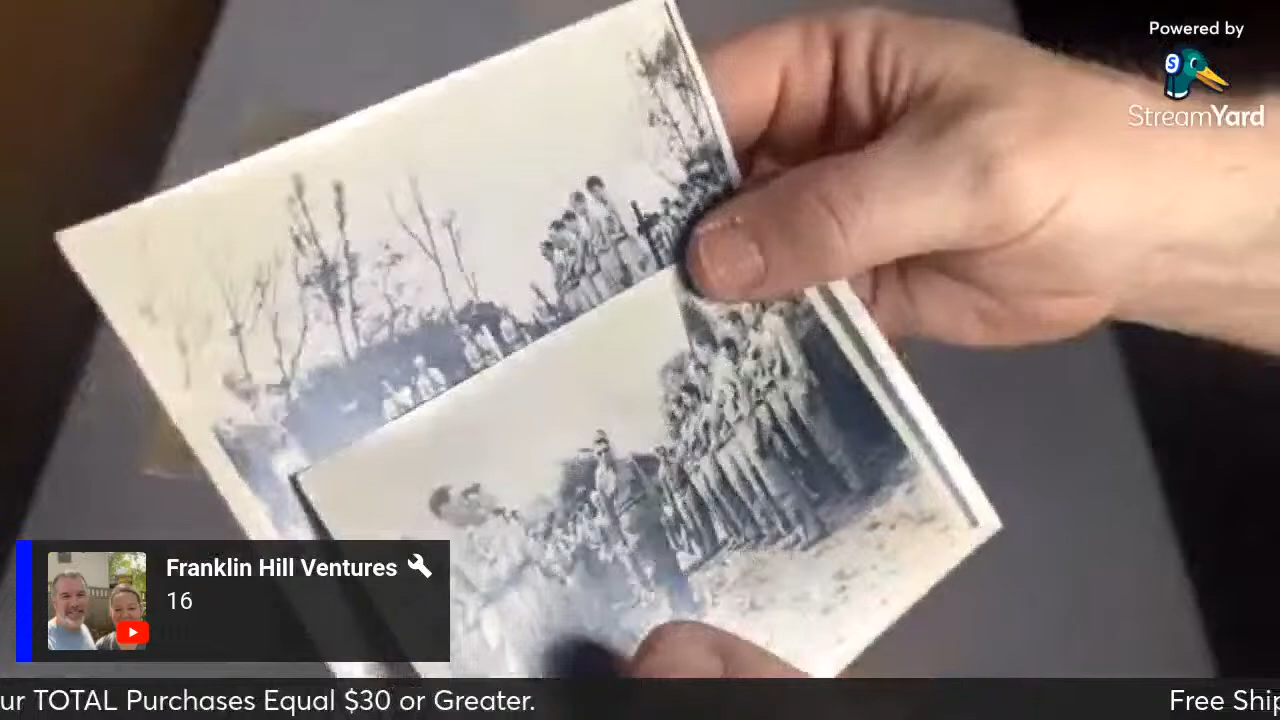 Powered by
S
StreamYard
Franklin Hill Ventures
16
ur TOTAL Purchases Equal $30 or Greater.
Free Ship